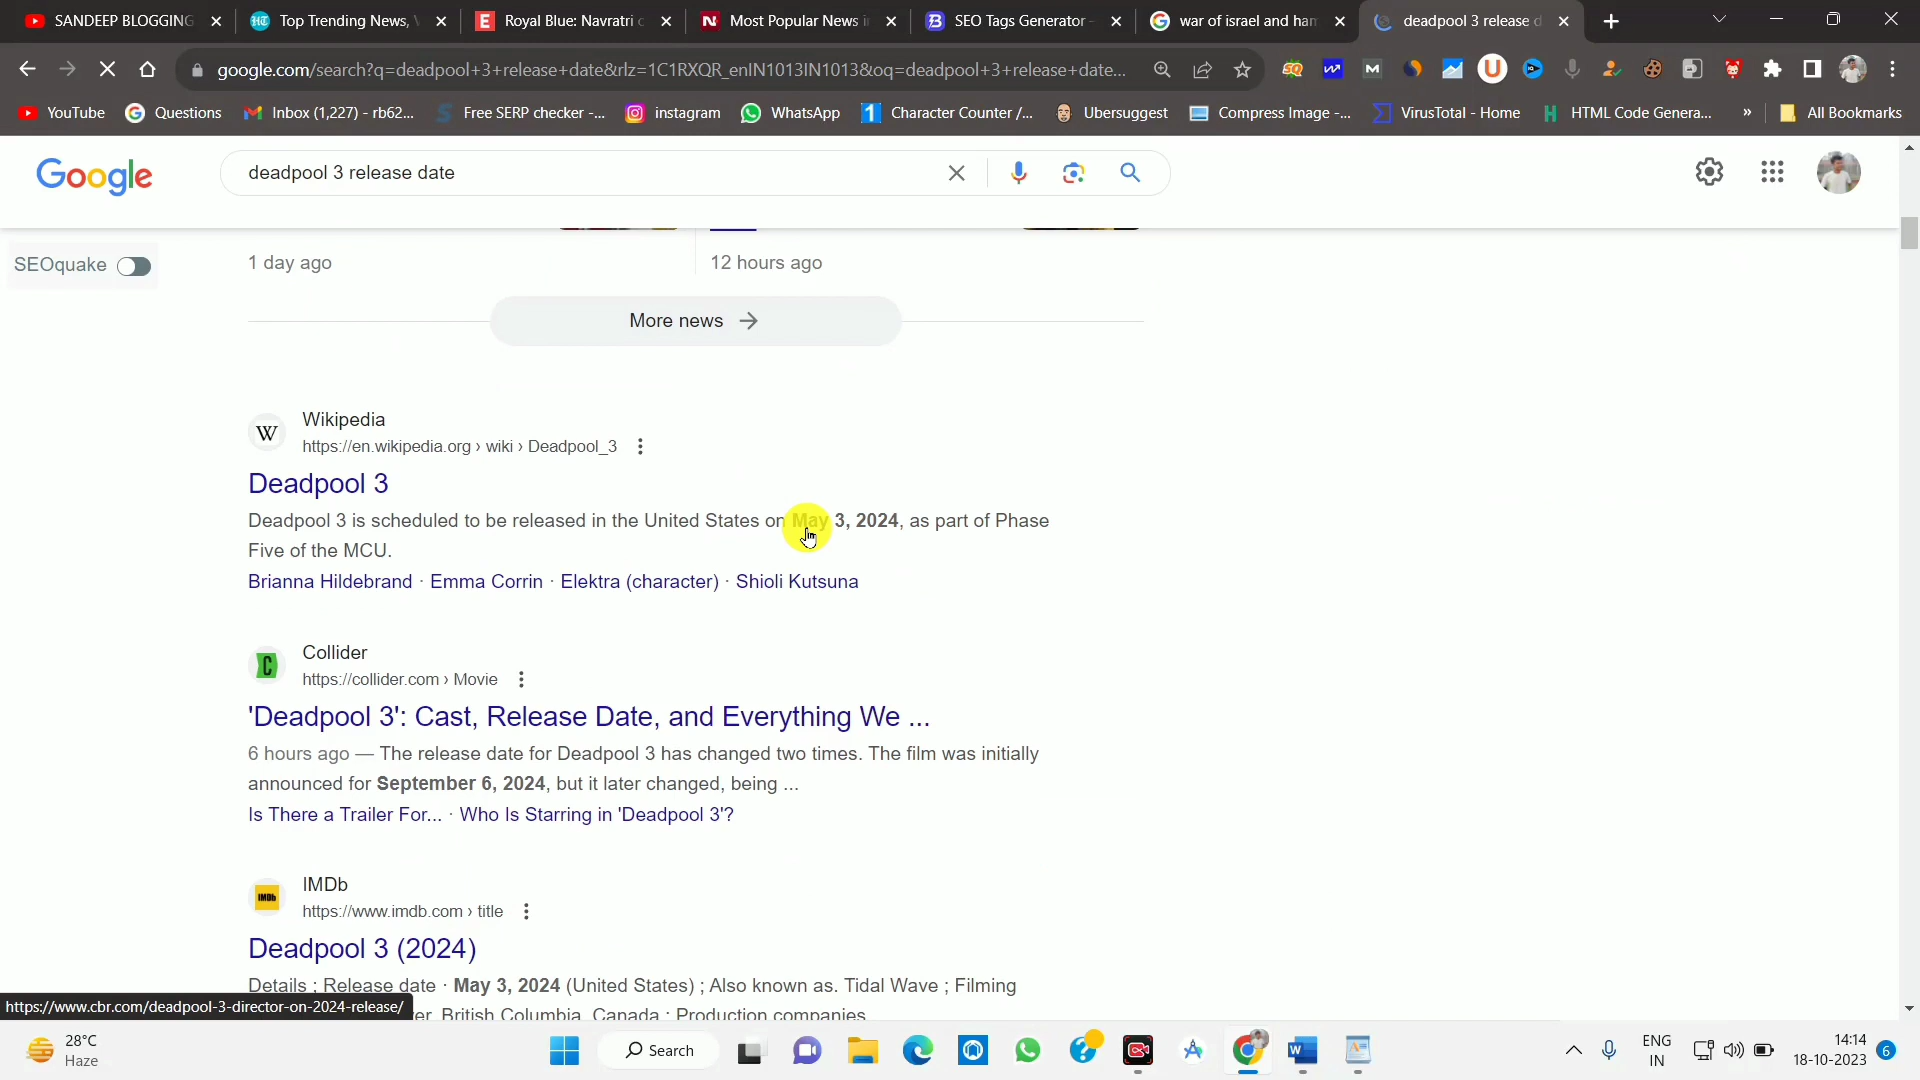 SANDEEP BLOGGING
Top Trending News, V
Royal Blue: Navratri c
Most Popular News i
SEO Tags Generator -
war of israel and ham
deadpool 3 release d
google.com/search?q=deadpool+3+release+date&rlz=1C1RXQR_enIN1013IN1013&oq=deadpool+3+release+date...
YouTube
Questions
Inbox (1,227) - rb62...
Free SERP checker -...
instagram
WhatsApp
Character Counter /...
Ubersuggest
Compress Image -...
VirusTotal - Home
HTML Code Genera...
»
All Bookmarks
Google
deadpool 3 release date
SEOquake
1 day ago
12 hours ago
More news →
Wikipedia
https://en.wikipedia.org › wiki › Deadpool_3
Deadpool 3
Deadpool 3 is scheduled to be released in the United States on May 3, 2024, as part of Phase
Five of the MCU.
Brianna Hildebrand · Emma Corrin · Elektra (character) · Shioli Kutsuna
Collider
https://collider.com › Movie
'Deadpool 3': Cast, Release Date, and Everything We ...
6 hours ago — The release date for Deadpool 3 has changed two times. The film was initially
announced for September 6, 2024, but it later changed, being ...
Is There a Trailer For... · Who Is Starring in 'Deadpool 3'?
IMDb
https://www.imdb.com › title
Deadpool 3 (2024)
Details ; Release date · May 3, 2024 (United States) ; Also known as. Tidal Wave ; Filming
British Columbia, Canada ; Production companies
https://www.cbr.com/deadpool-3-director-on-2024-release/
28°C
Haze
Search
ENG
IN
14:14
18-10-2023
6